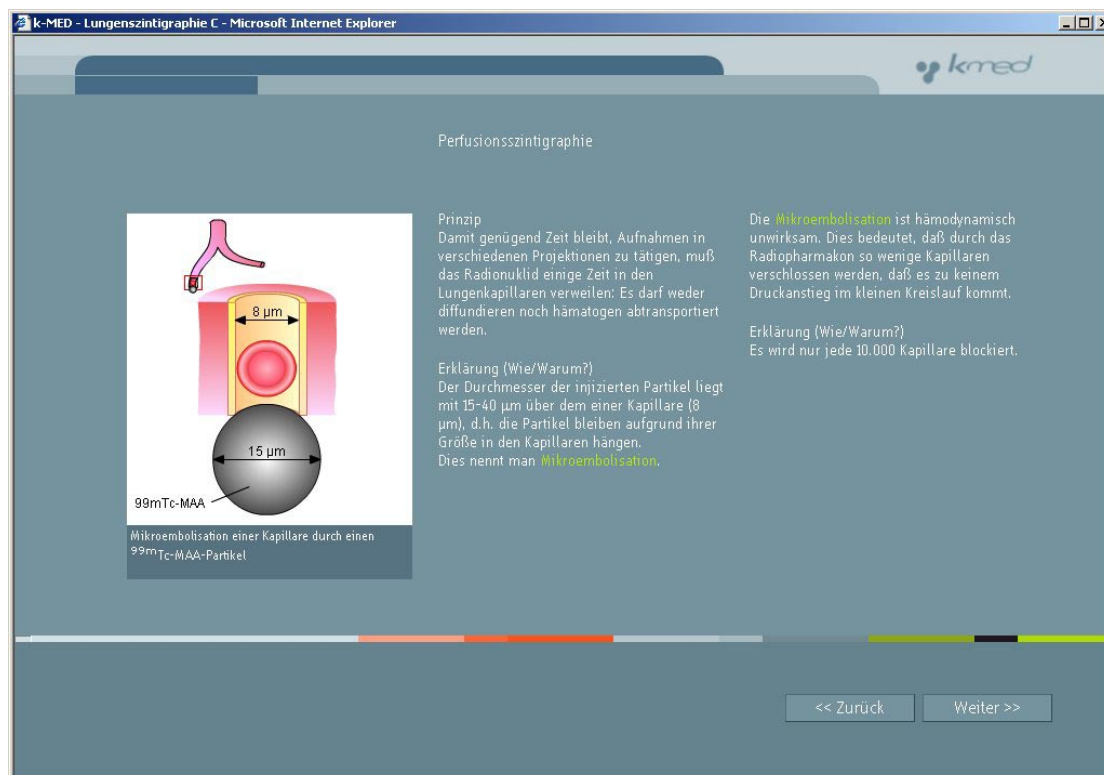 k-MED - Lungenszintigraphie C - Microsoft Internet Explorer
kmed
Perfusionsszintigraphie
8 µm
15 µm
99mTc-MAA
Mikroembolisation einer Kapillare durch einen
99mTc-MAA-Partikel
Prinzip
Damit genügend Zeit bleibt, Aufnahmen in
verschiedenen Projektionen zu tätigen, muß
das Radionuklid einige Zeit in den
Lungenkapillaren verweilen: Es darf weder
diffundieren noch hämatogen abtransportiert
werden.
Erklärung (Wie/Warum?)
Der Durchmesser der injizierten Partikel liegt
mit 15-40 µm über dem einer Kapillare (8
µm), d.h. die Partikel bleiben aufgrund ihrer
Größe in den Kapillaren hängen.
Dies nennt man Mikroembolisation.
Die Mikroembolisation ist hämodynamisch
unwirksam. Dies bedeutet, daß durch das
Radiopharmakon so wenige Kapillaren
verschlossen werden, daß es zu keinem
Druckanstieg im kleinen Kreislauf kommt.
Erklärung (Wie/Warum?)
Es wird nur jede 10.000 Kapillare blockiert.
<< Zurück
Weiter >>